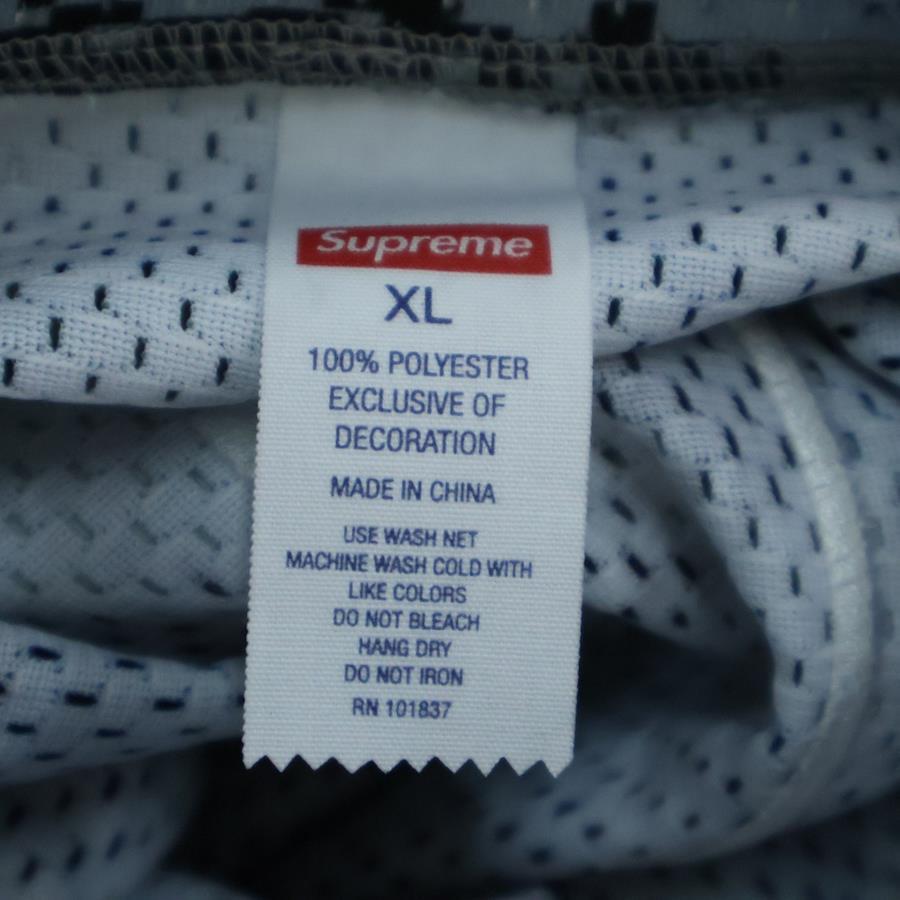 Supreme
XL
100% POLYESTER
EXCLUSIVE OF
DECORATION
MADE IN CHINA
USE WASH NET
MACHINE WASH COLD WITH
LIKE COLORS
DO NOT BLEACH
HANG DRY
DO NOT IRON
RN 101837